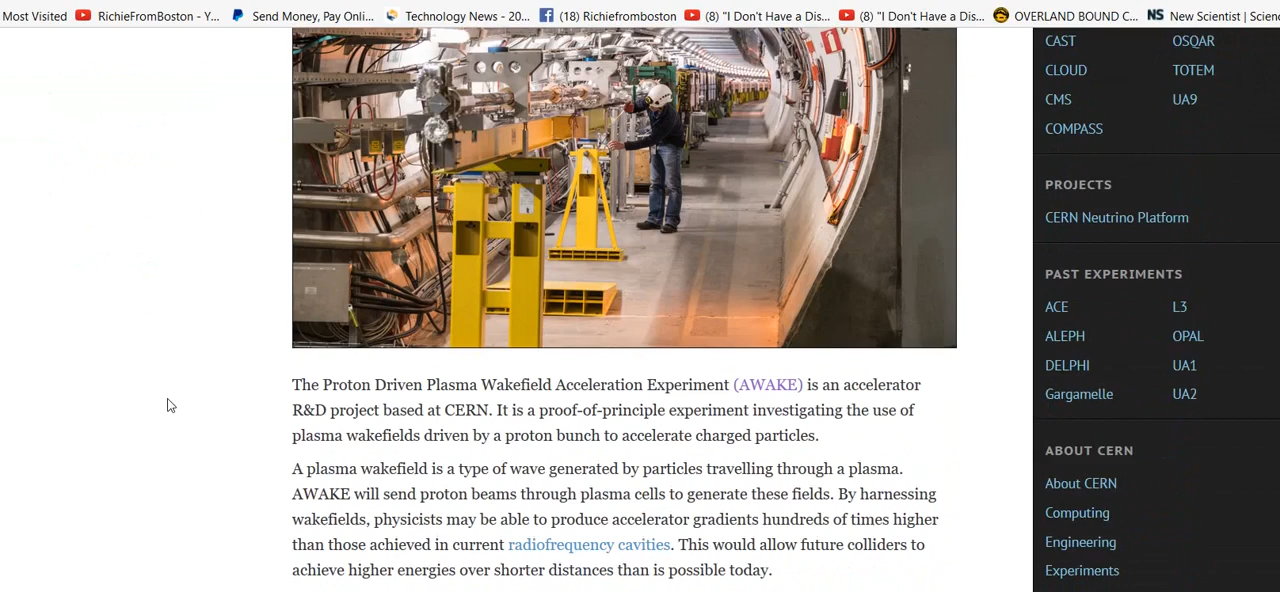 Most Visited RichieFromBoston - Y... Send Money, Pay Onli... Technology News - 20... (18) Richiefromboston (8) "I Don't Have a Dis... (8) "I Don't Have a Dis... OVERLAND BOUND C... NS New Scientist | Scien
CAST OSQAR
CLOUD TOTEM
CMS UA9
COMPASS
PROJECTS
CERN Neutrino Platform
PAST EXPERIMENTS
ACE L3
ALEPH OPAL
DELPHI UA1
Gargamelle UA2
ABOUT CERN
About CERN
Computing
Engineering
Experiments
The Proton Driven Plasma Wakefield Acceleration Experiment (AWAKE) is an accelerator
R&D project based at CERN. It is a proof-of-principle experiment investigating the use of
plasma wakefields driven by a proton bunch to accelerate charged particles.
A plasma wakefield is a type of wave generated by particles travelling through a plasma.
AWAKE will send proton beams through plasma cells to generate these fields. By harnessing
wakefields, physicists may be able to produce accelerator gradients hundreds of times higher
than those achieved in current radiofrequency cavities. This would allow future colliders to
achieve higher energies over shorter distances than is possible today.